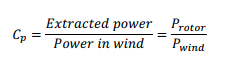 C_p = Extracted power / Power in wind = P_rotor / P_wind